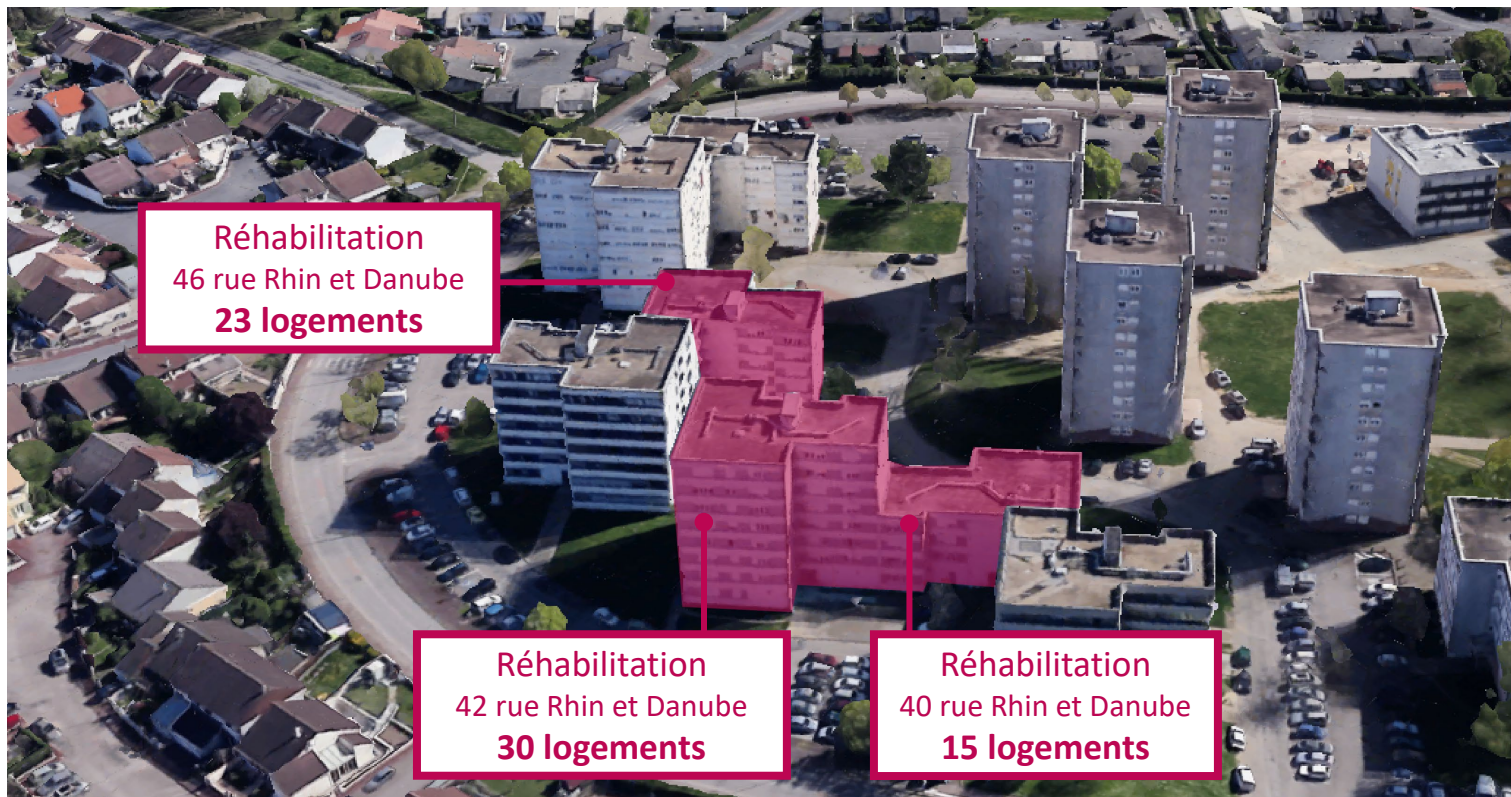 Réhabilitation
46 rue Rhin et Danube
23 logements
Réhabilitation
42 rue Rhin et Danube
30 logements
Réhabilitation
40 rue Rhin et Danube
15 logements